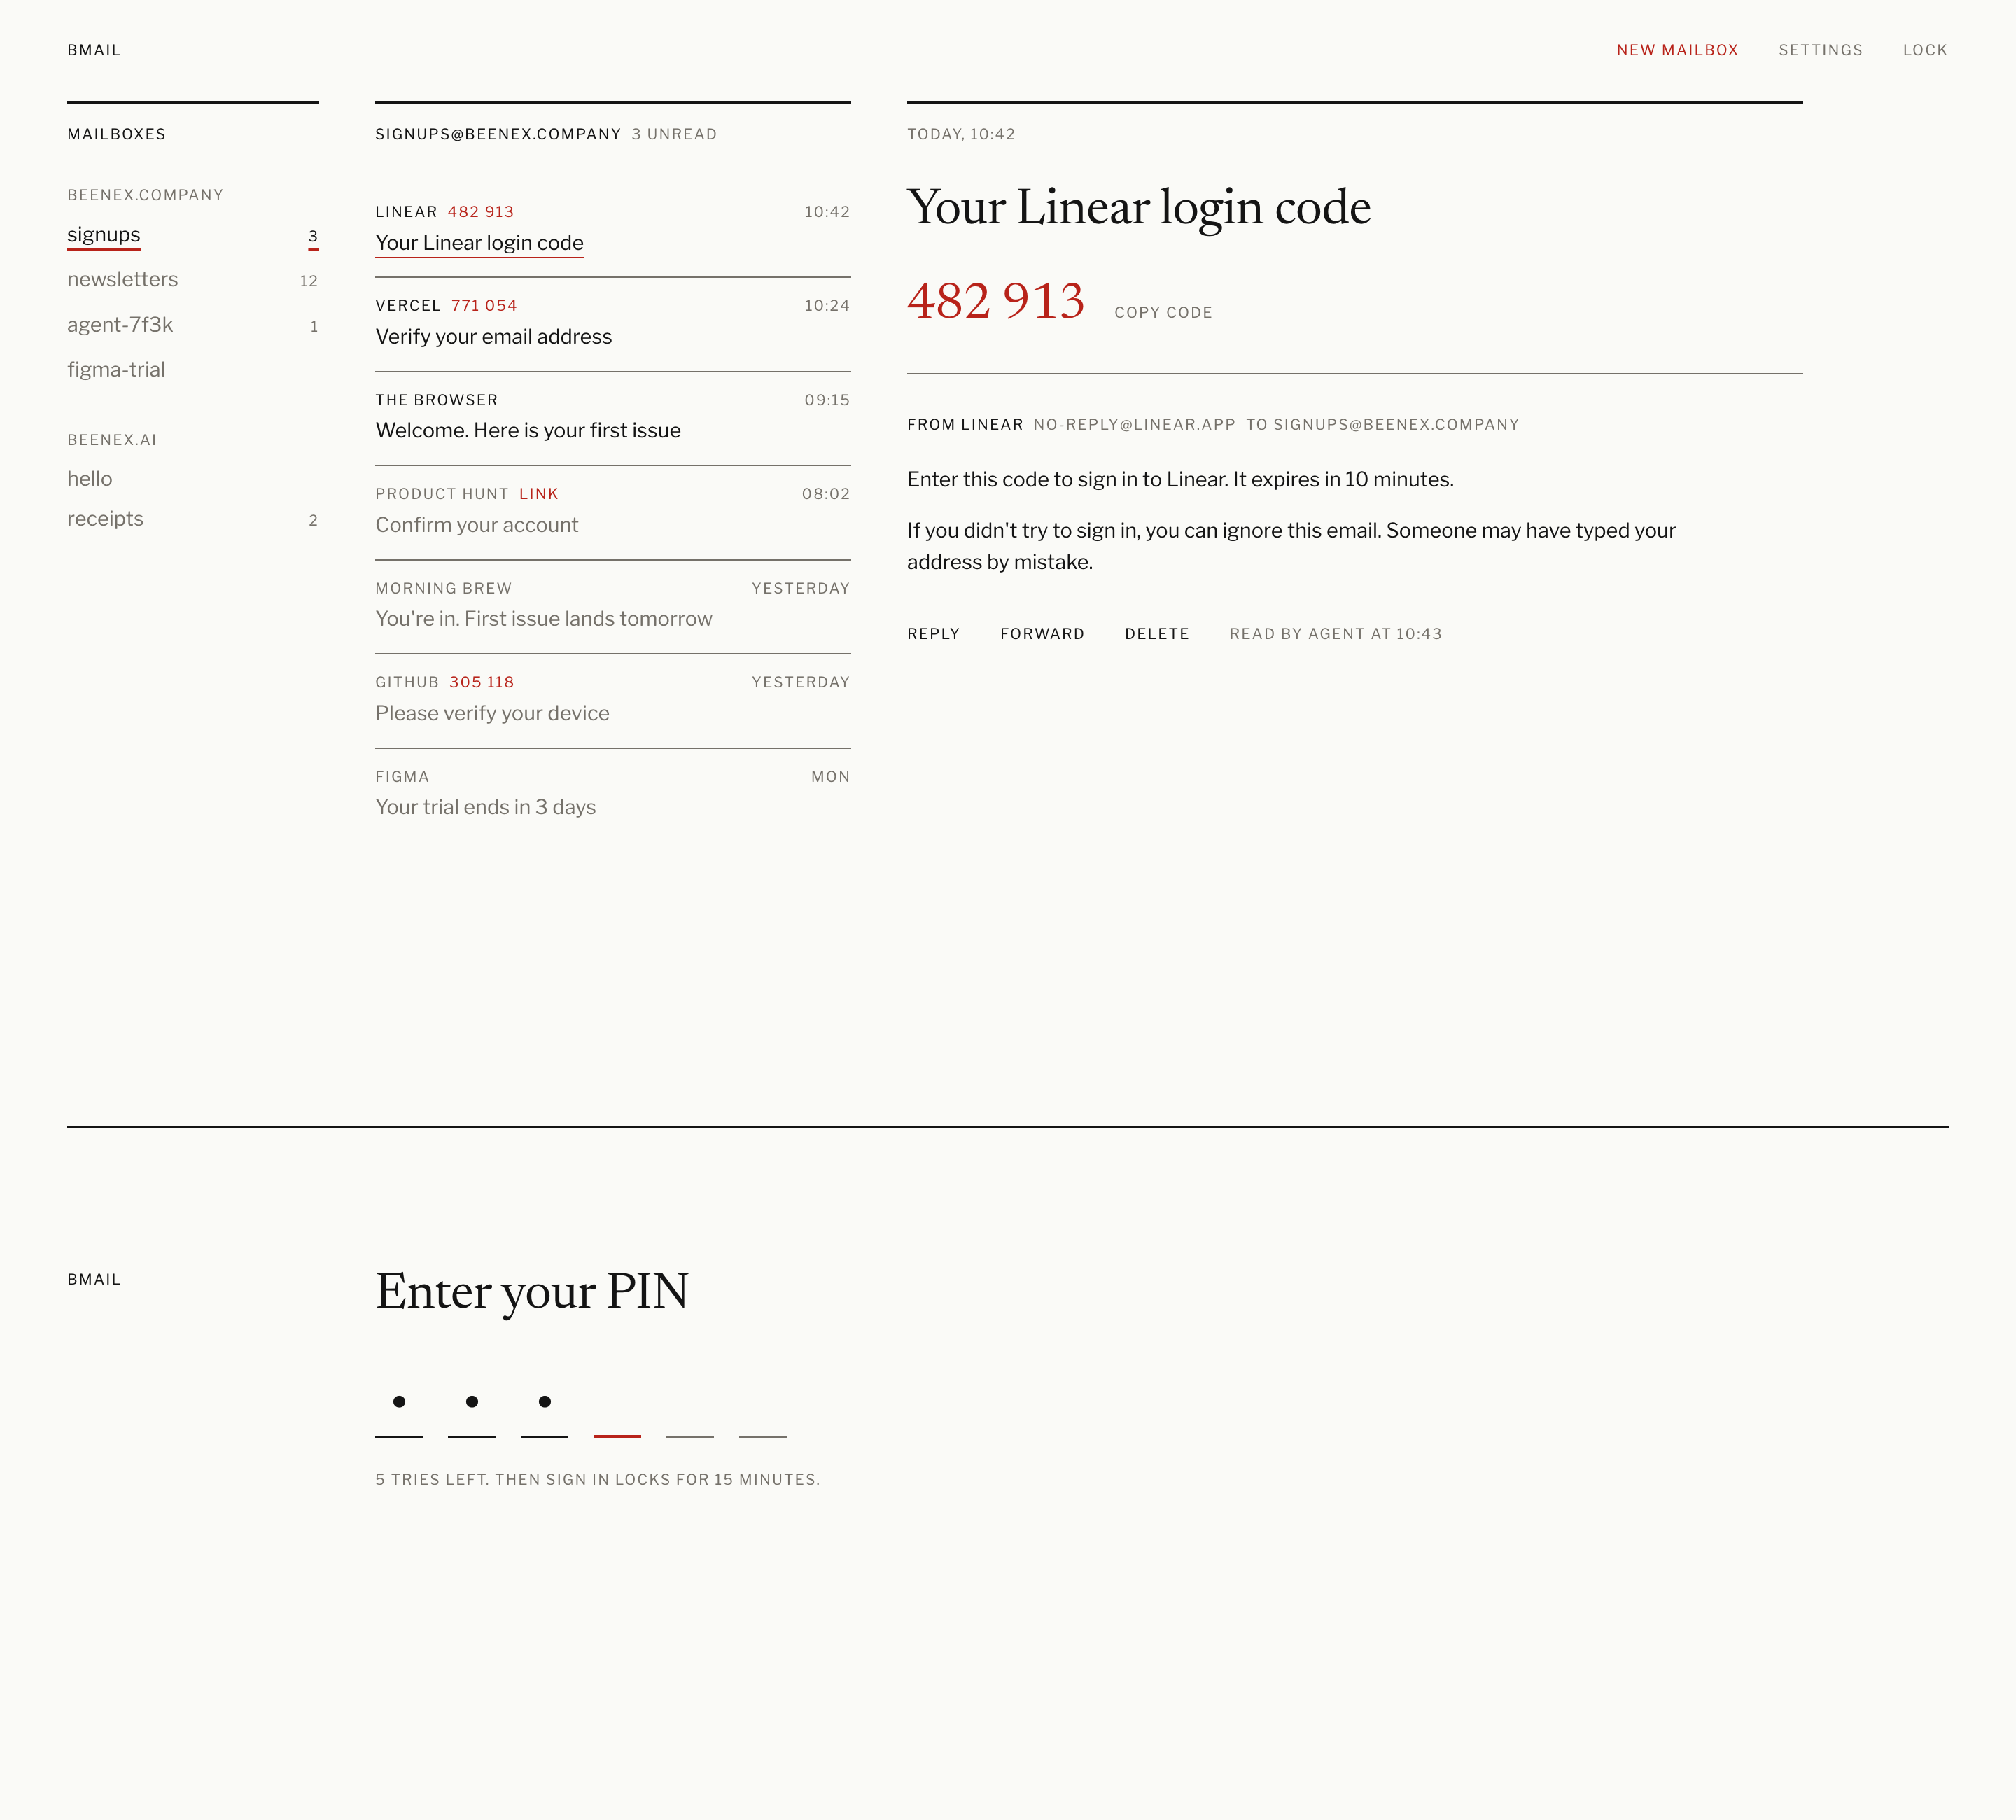 BMAIL
NEW MAILBOX SETTINGS LOCK
MAILBOXES
BEENEX.COMPANY
signups 3
newsletters 12
agent-7f3k 1
figma-trial
BEENEX.AI
hello
receipts 2
SIGNUPS@BEENEX.COMPANY 3 UNREAD
LINEAR 482 913 10:42
Your Linear login code
VERCEL 771 054 10:24
Verify your email address
THE BROWSER 09:15
Welcome. Here is your first issue
PRODUCT HUNT LINK 08:02
Confirm your account
MORNING BREW YESTERDAY
You're in. First issue lands tomorrow
GITHUB 305 118 YESTERDAY
Please verify your device
FIGMA MON
Your trial ends in 3 days
TODAY, 10:42
Your Linear login code
482 913 COPY CODE
FROM LINEAR NO-REPLY@LINEAR.APP TO SIGNUPS@BEENEX.COMPANY
Enter this code to sign in to Linear. It expires in 10 minutes.
If you didn't try to sign in, you can ignore this email. Someone may have typed your
address by mistake.
REPLY FORWARD DELETE READ BY AGENT AT 10:43
BMAIL
Enter your PIN
5 TRIES LEFT. THEN SIGN IN LOCKS FOR 15 MINUTES.